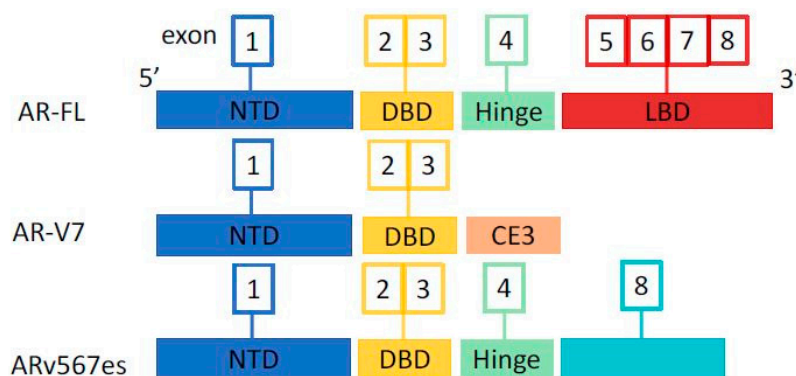 exon 1 2 3 4 5 6 7 8
5’ 3’
AR-FL NTD DBD Hinge LBD
1 2 3
AR-V7 NTD DBD CE3
1 2 3 4 8
ARv567es NTD DBD Hinge